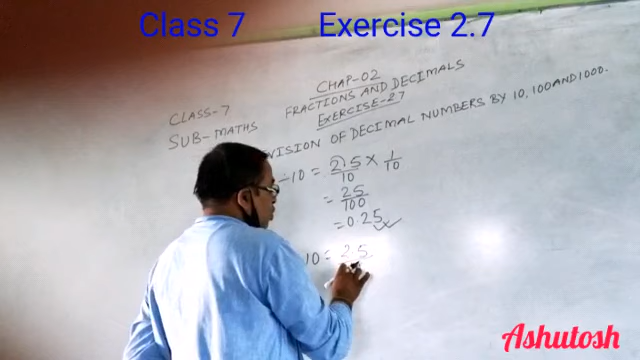 Class 7 Exercise 2.7
CHAP-02
CLASS-7 FRACTIONS AND DECIMALS
SUB-MATHS EXERCISE-2.7
VISION OF DECIMAL NUMBERS BY 10, 100 AND 1000.
÷10 = 2.5/10 × 1/10
= 25/100
= 0.25
10 = 2.5
Ashutosh